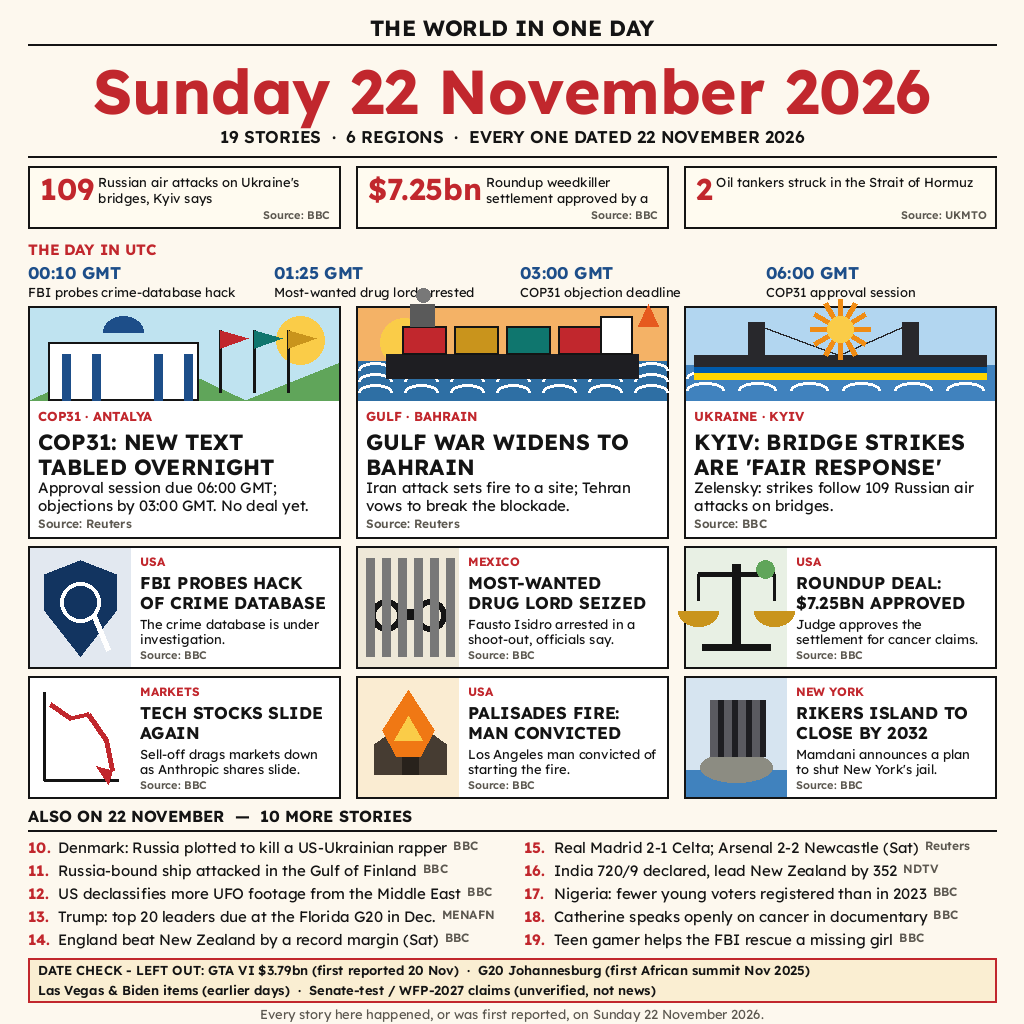 THE WORLD IN ONE DAY
Sunday 22 November 2026
19 STORIES · 6 REGIONS · EVERY ONE DATED 22 NOVEMBER 2026
109 Russian air attacks on Ukraine's
bridges, Kyiv says
Source: BBC
$7.25bn Roundup weedkiller
settlement approved by a
Source: BBC
2 Oil tankers struck in the Strait of Hormuz
Source: UKMTO
THE DAY IN UTC
00:10 GMT
FBI probes crime-database hack
01:25 GMT
Most-wanted drug lord arrested
03:00 GMT
COP31 objection deadline
06:00 GMT
COP31 approval session
COP31 · ANTALYA
COP31: NEW TEXT
TABLED OVERNIGHT
Approval session due 06:00 GMT;
objections by 03:00 GMT. No deal yet.
Source: Reuters
GULF · BAHRAIN
GULF WAR WIDENS TO
BAHRAIN
Iran attack sets fire to a site; Tehran
vows to break the blockade.
Source: Reuters
UKRAINE · KYIV
KYIV: BRIDGE STRIKES
ARE 'FAIR RESPONSE'
Zelensky: strikes follow 109 Russian air
attacks on bridges.
Source: BBC
USA
FBI PROBES HACK
OF CRIME DATABASE
The crime database is under
investigation.
Source: BBC
MEXICO
MOST-WANTED
DRUG LORD SEIZED
Fausto Isidro arrested in a
shoot-out, officials say.
Source: BBC
USA
ROUNDUP DEAL:
$7.25BN APPROVED
Judge approves the
settlement for cancer claims.
Source: BBC
MARKETS
TECH STOCKS SLIDE
AGAIN
Sell-off drags markets down
as Anthropic shares slide.
Source: BBC
USA
PALISADES FIRE:
MAN CONVICTED
Los Angeles man convicted of
starting the fire.
Source: BBC
NEW YORK
RIKERS ISLAND TO
CLOSE BY 2032
Mamdani announces a plan
to shut New York's jail.
Source: BBC
ALSO ON 22 NOVEMBER — 10 MORE STORIES
10. Denmark: Russia plotted to kill a US-Ukrainian rapper BBC
11. Russia-bound ship attacked in the Gulf of Finland BBC
12. US declassifies more UFO footage from the Middle East BBC
13. Trump: top 20 leaders due at the Florida G20 in Dec. MENAFN
14. England beat New Zealand by a record margin (Sat) BBC
15. Real Madrid 2-1 Celta; Arsenal 2-2 Newcastle (Sat) Reuters
16. India 720/9 declared, lead New Zealand by 352 NDTV
17. Nigeria: fewer young voters registered than in 2023 BBC
18. Catherine speaks openly on cancer in documentary BBC
19. Teen gamer helps the FBI rescue a missing girl BBC
DATE CHECK - LEFT OUT: GTA VI $3.79bn (first reported 20 Nov) · G20 Johannesburg (first African summit Nov 2025)
Las Vegas & Biden items (earlier days) · Senate-test / WFP-2027 claims (unverified, not news)
Every story here happened, or was first reported, on Sunday 22 November 2026.